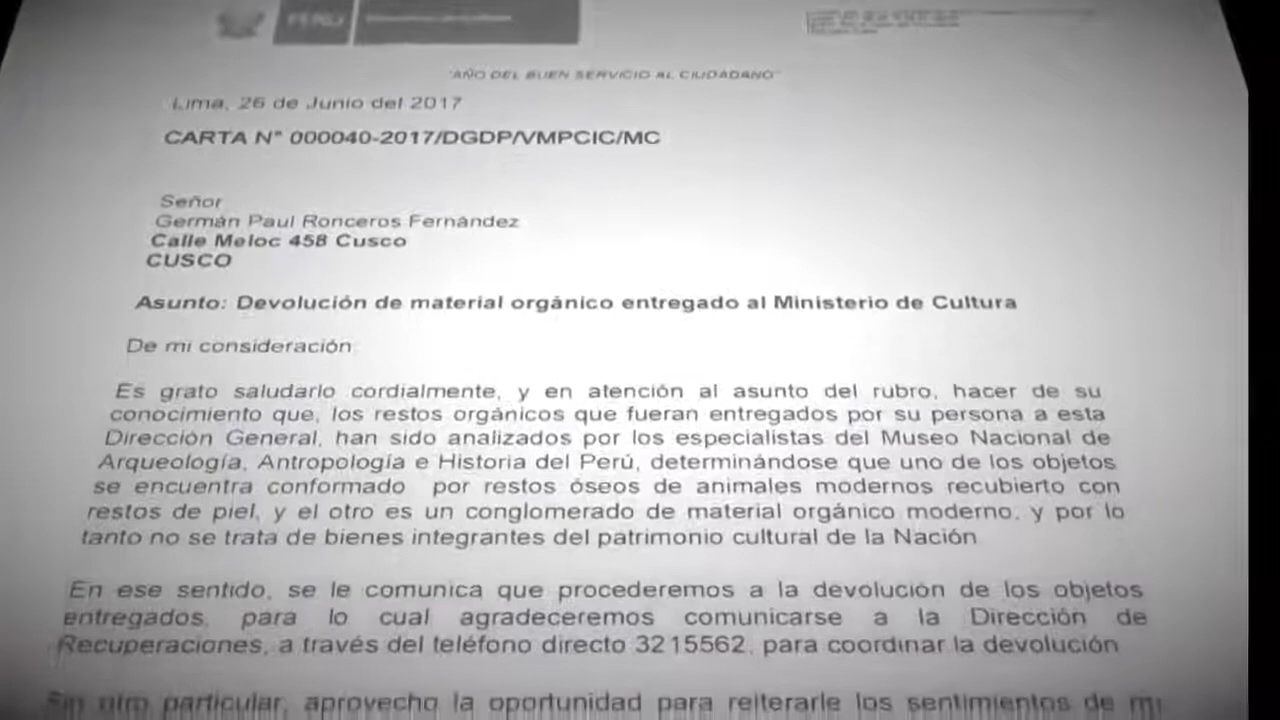 PERÚ
"AÑO DEL BUEN SERVICIO AL CIUDADANO"
Lima, 26 de Junio del 2017
CARTA N° 000040-2017/DGDP/VMPCIC/MC
Señor
Germán Paul Ronceros Fernández
Calle Meloc 458 Cusco
CUSCO
Asunto: Devolución de material orgánico entregado al Ministerio de Cultura
De mi consideración
Es grato saludarlo cordialmente, y en atención al asunto del rubro, hacer de su
conocimiento que, los restos orgánicos que fueran entregados por su persona a esta
Dirección General, han sido analizados por los especialistas del Museo Nacional de
Arqueología, Antropología e Historia del Perú, determinándose que uno de los objetos
se encuentra conformado por restos óseos de animales modernos recubierto con
restos de piel, y el otro es un conglomerado de material orgánico moderno, y por lo
tanto no se trata de bienes integrantes del patrimonio cultural de la Nación
En ese sentido, se le comunica que procederemos a la devolución de los objetos
entregados, para lo cual agradeceremos comunicarse a la Dirección de
Recuperaciones, a través del teléfono directo 3215562, para coordinar la devolución
Sin otro particular, aprovecho la oportunidad para reiterarle los sentimientos de mi